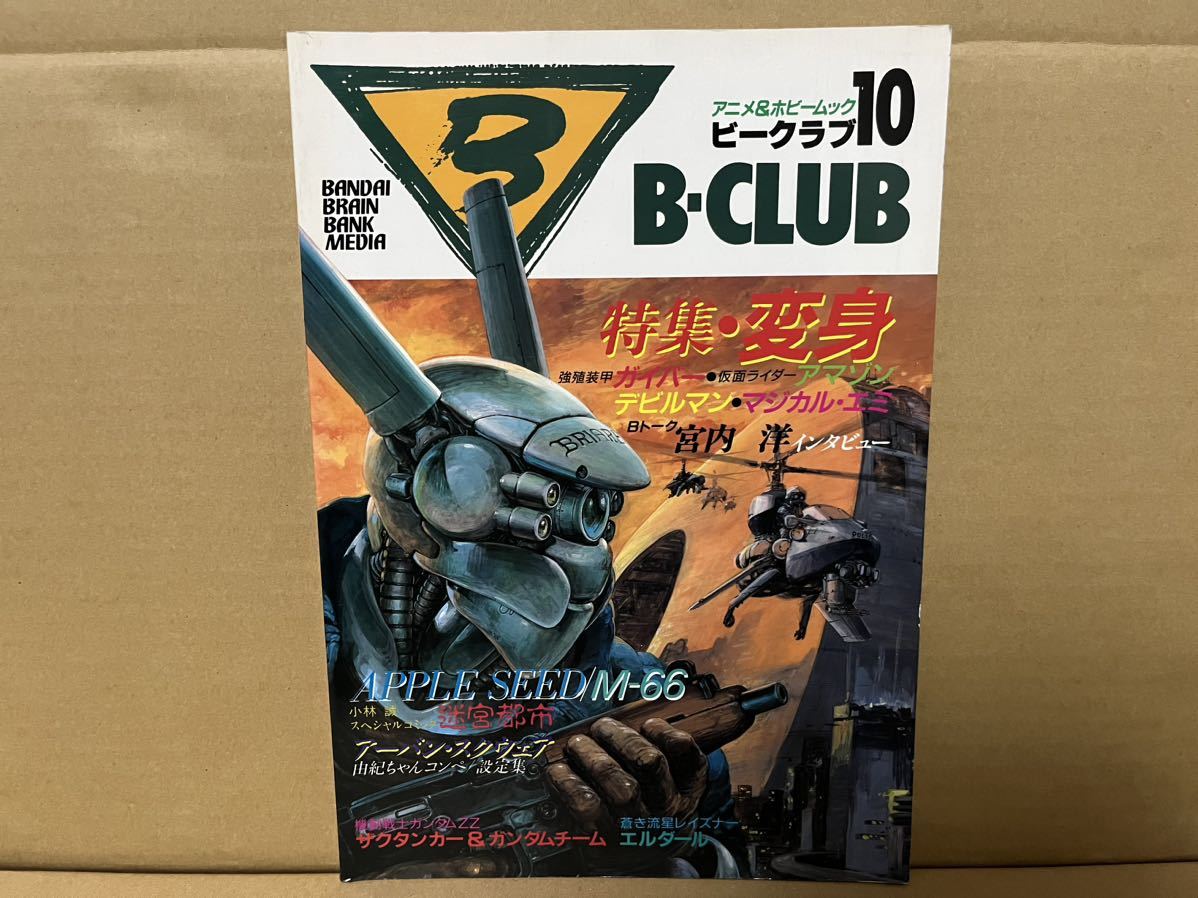 B
BANDAI
BRAIN
BANK
MEDIA
アニメ&ホビームック
ビークラブ10
B・CLUB
特集・変身
強殖装甲ガイバー●仮面ライダーアマゾン
デビルマン●マジカル・エミ
Bトーク宮内 洋インタビュー
BRIARE
POLICE
APPLE SEED/M-66
小林 誠
スペシャルコミック迷宮都市
アーバン・スクウェア
由紀ちゃんコンペ/設定集
機動戦士ガンダムZZ
ザクタンカー&ガンダムチーム
蒼き流星レイズナー
エルダール